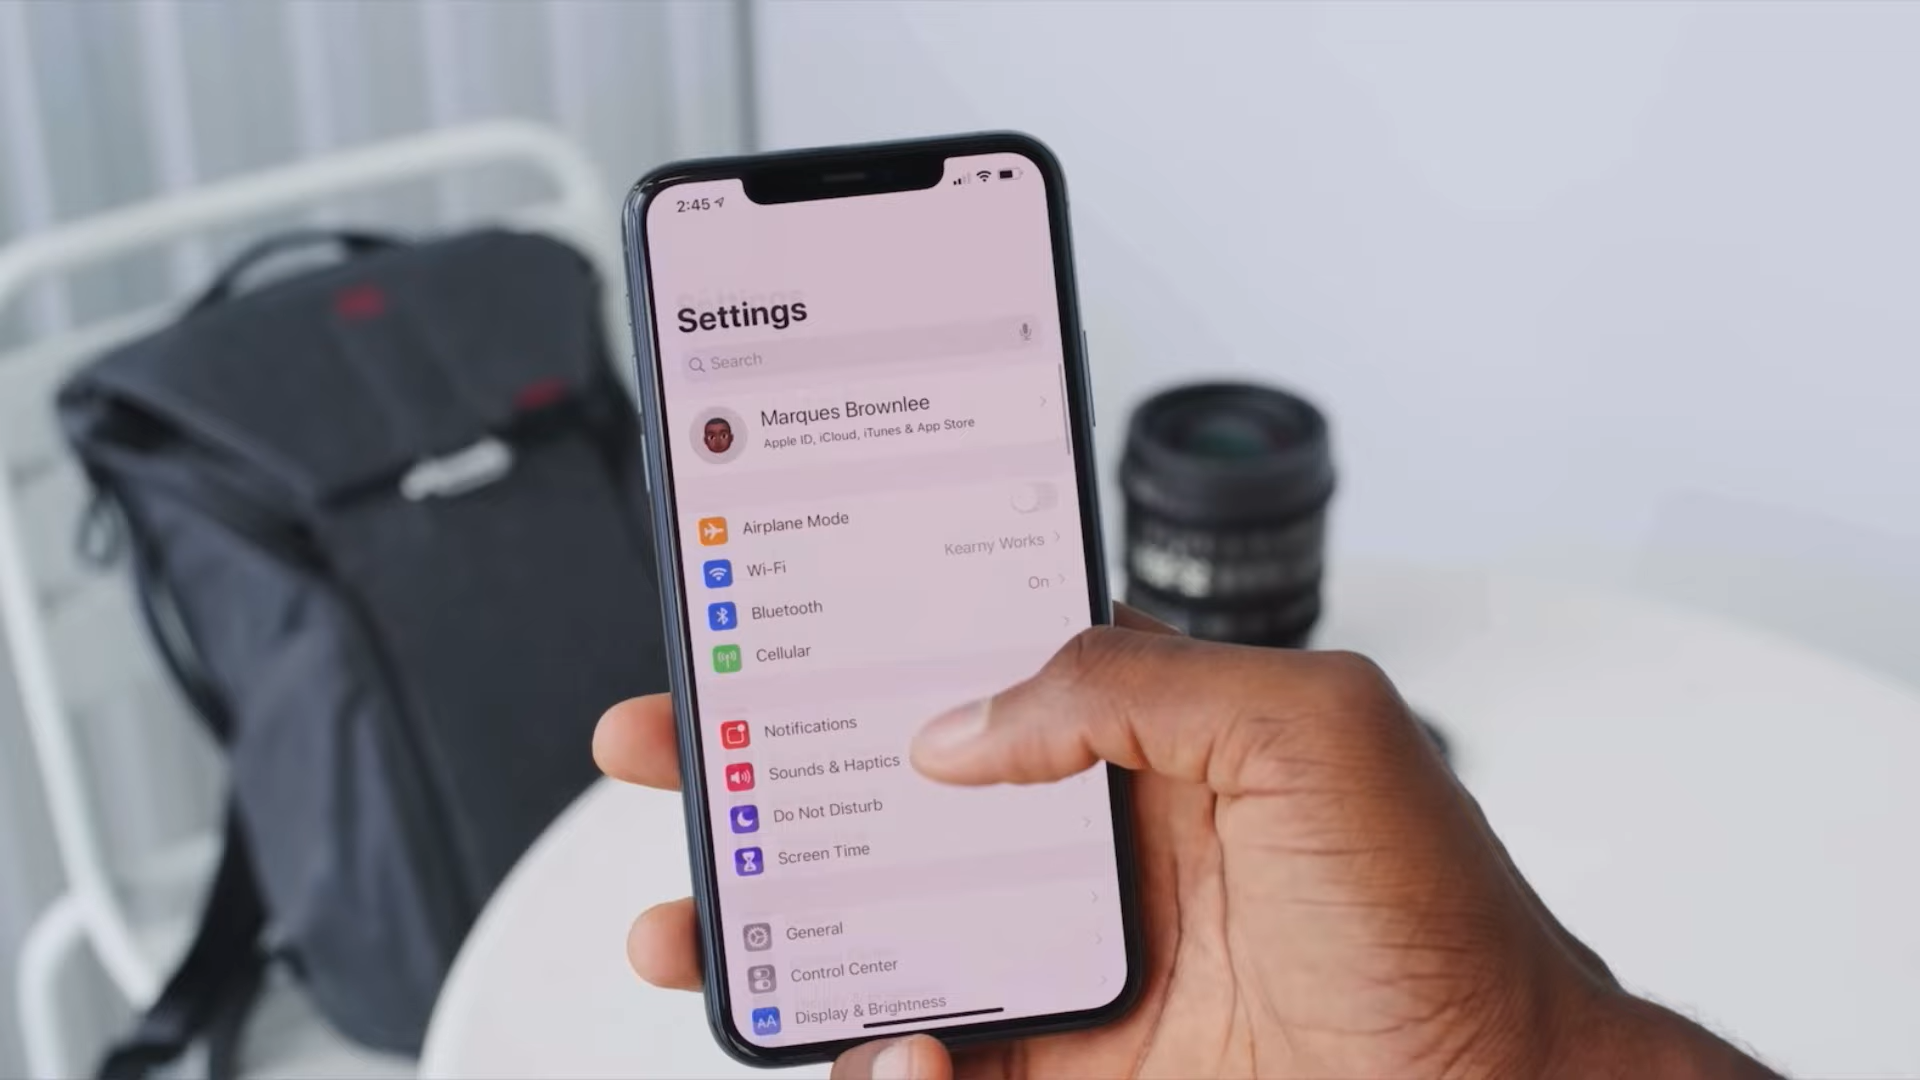 2:45
Settings
Search
Marques Brownlee
Apple ID, iCloud, iTunes & App Store
Airplane Mode
Wi-Fi
Kearny Works
Bluetooth
On
Cellular
Notifications
Sounds & Haptics
Do Not Disturb
Screen Time
General
Control Center
AA
Display & Brightness